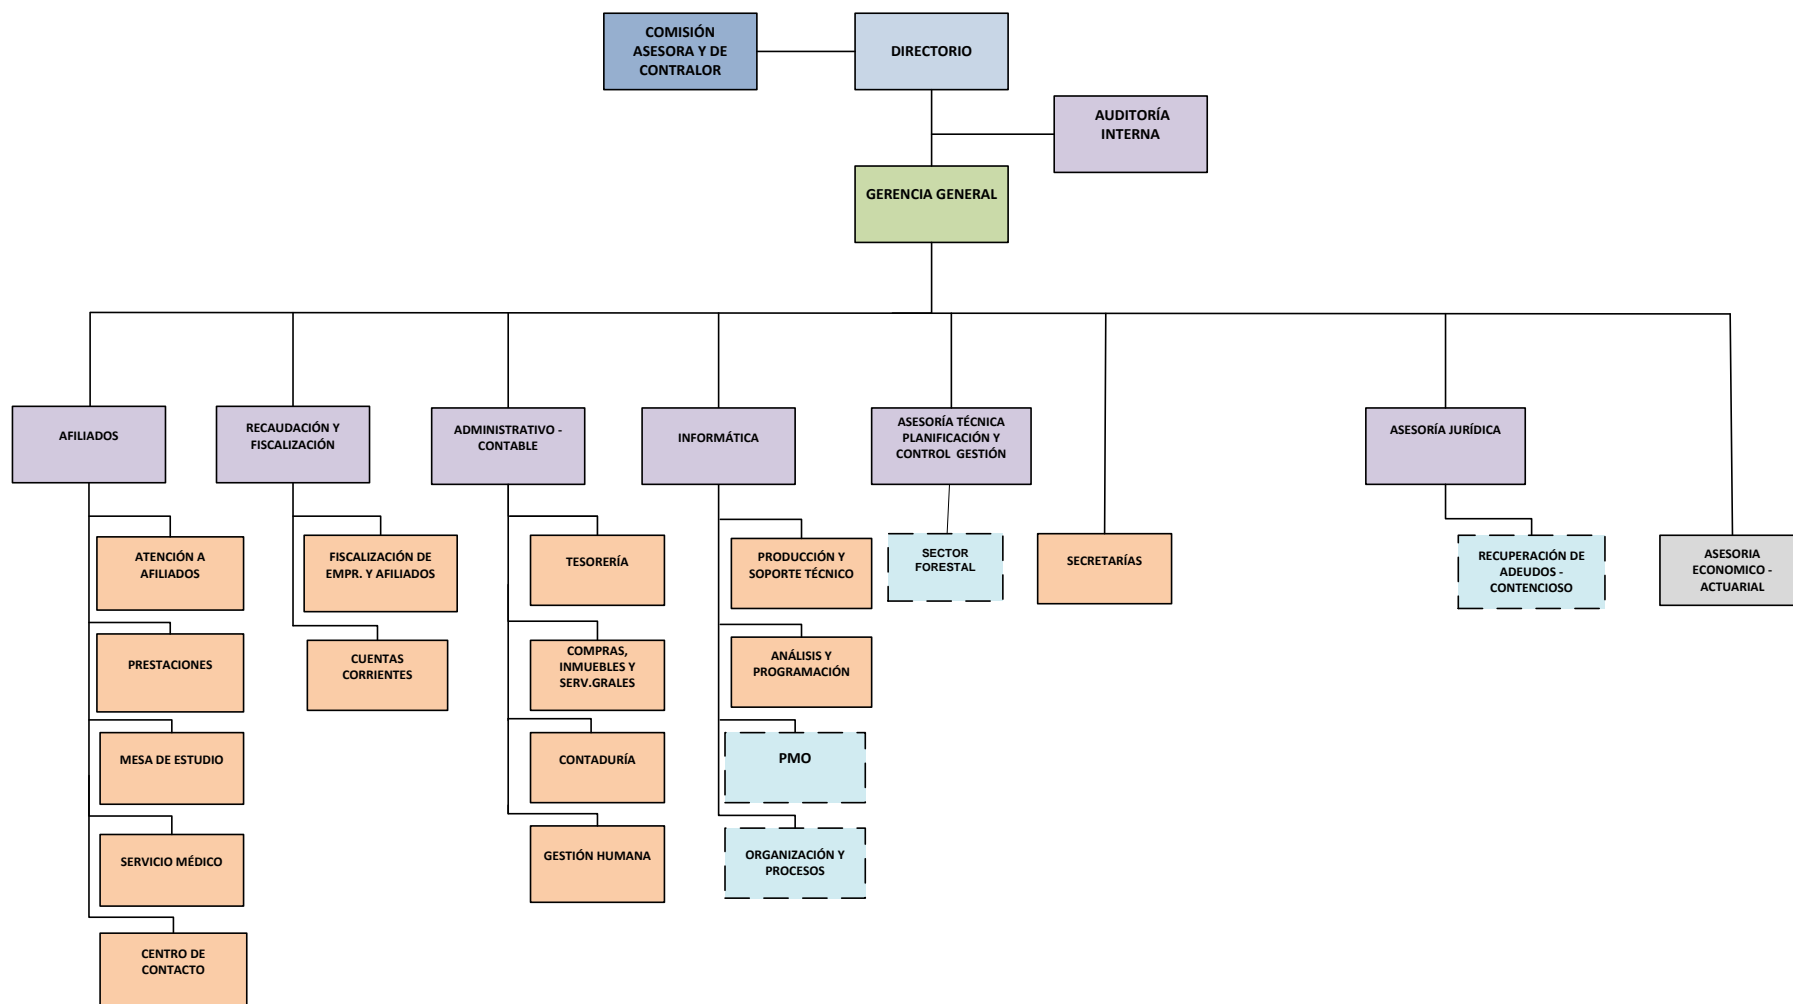 COMISIÓN
ASESORA Y DE
CONTRALOR
DIRECTORIO
AUDITORÍA
INTERNA
GERENCIA GENERAL
AFILIADOS
RECAUDACIÓN Y
FISCALIZACIÓN
ADMINISTRATIVO -
CONTABLE
INFORMÁTICA
ASESORÍA TÉCNICA
PLANIFICACIÓN Y
CONTROL GESTIÓN
ASESORÍA JURÍDICA
ATENCIÓN A
AFILIADOS
FISCALIZACIÓN DE
EMPR. Y AFILIADOS
TESORERÍA
PRODUCCIÓN Y
SOPORTE TÉCNICO
SECTOR
FORESTAL
SECRETARÍAS
RECUPERACIÓN DE
ADEUDOS -
CONTENCIOSO
ASESORIA
ECONOMICO -
ACTUARIAL
PRESTACIONES
CUENTAS
CORRIENTES
COMPRAS,
INMUEBLES Y
SERV.GRALES
ANÁLISIS Y
PROGRAMACIÓN
MESA DE ESTUDIO
CONTADURÍA
PMO
SERVICIO MÉDICO
GESTIÓN HUMANA
ORGANIZACIÓN Y
PROCESOS
CENTRO DE
CONTACTO